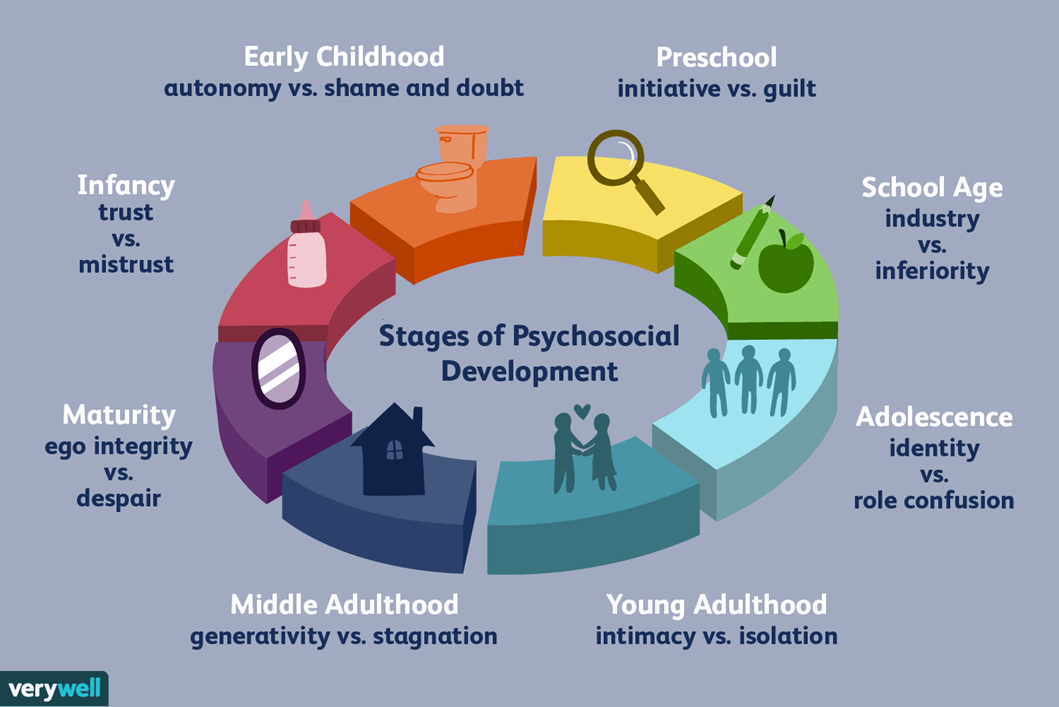 Early Childhood
autonomy vs. shame and doubt
Preschool
initiative vs. guilt
Infancy
trust
vs.
mistrust
School Age
industry
vs.
inferiority
Stages of Psychosocial
Development
Maturity
ego integrity
vs.
despair
Adolescence
identity
vs.
role confusion
Middle Adulthood
generativity vs. stagnation
Young Adulthood
intimacy vs. isolation
verywell